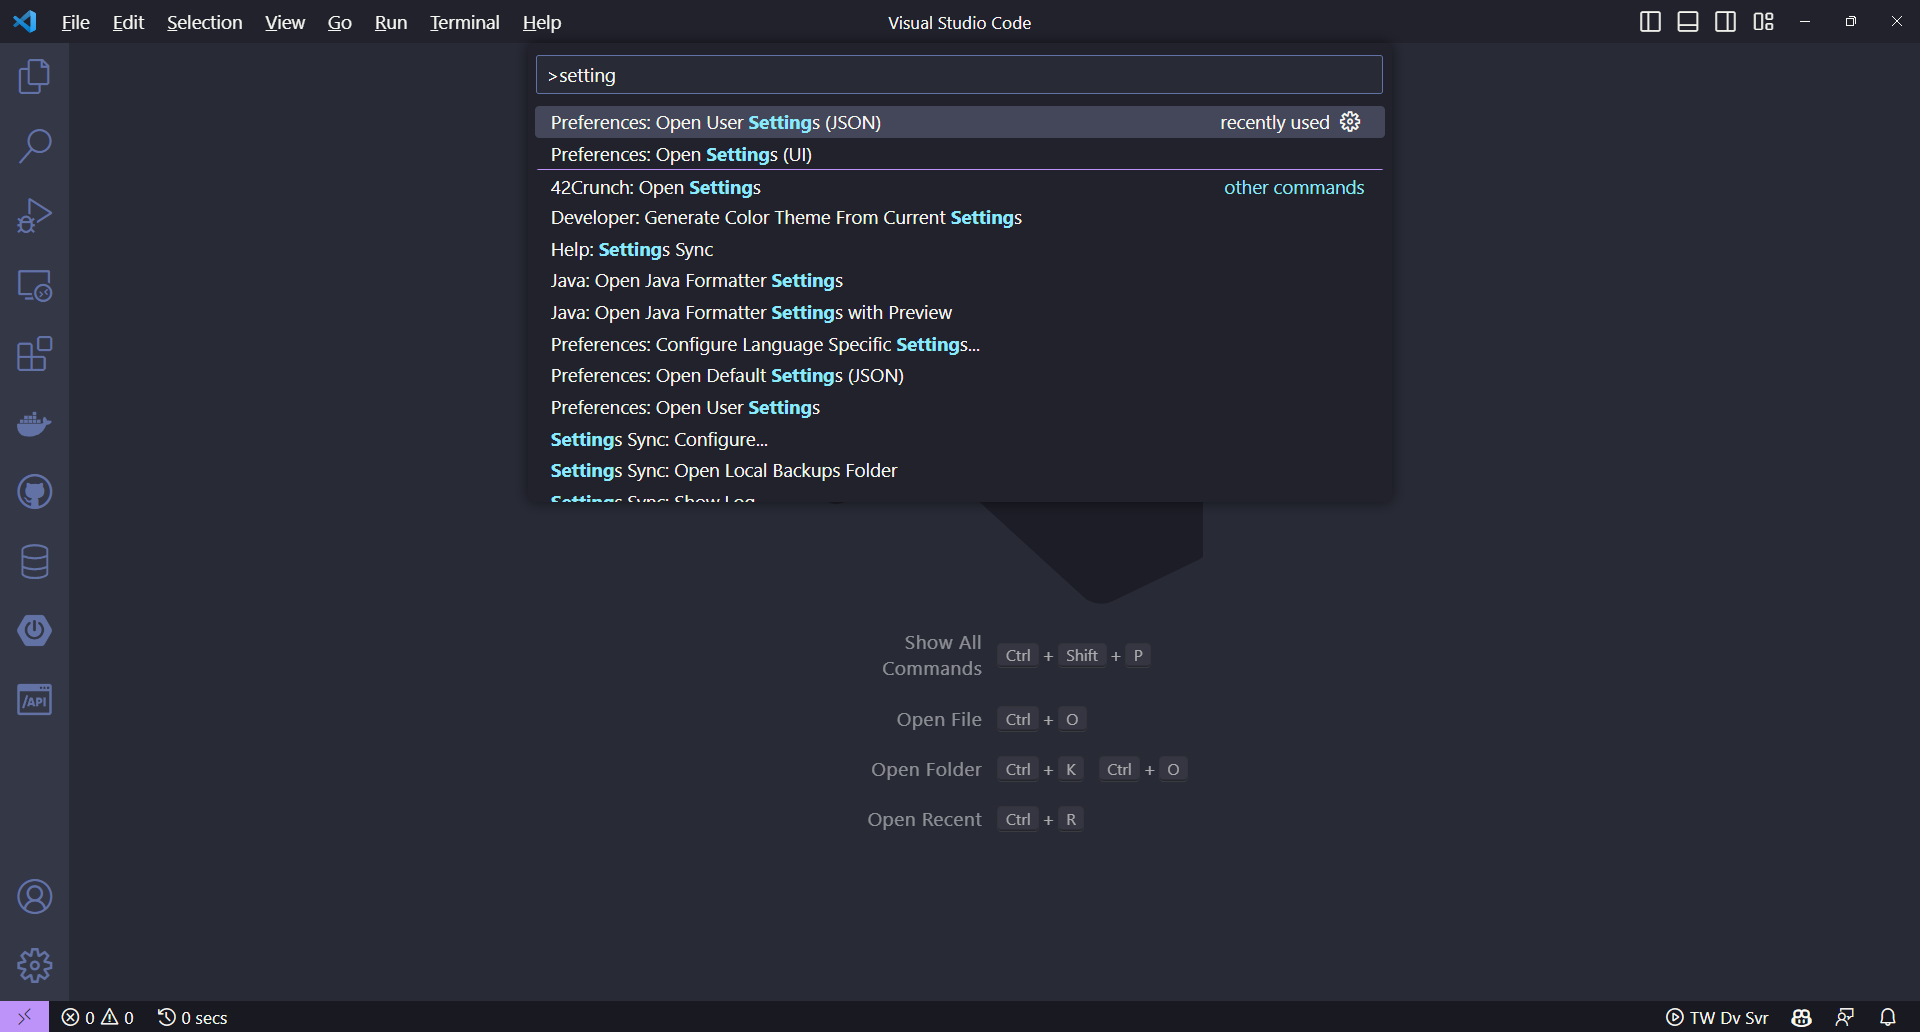 File Edit Selection View Go Run Terminal Help
Visual Studio Code
>setting
Preferences: Open User Settings (JSON)
recently used
Preferences: Open Settings (UI)
42Crunch: Open Settings
other commands
Developer: Generate Color Theme From Current Settings
Help: Settings Sync
Java: Open Java Formatter Settings
Java: Open Java Formatter Settings with Preview
Preferences: Configure Language Specific Settings...
Preferences: Open Default Settings (JSON)
Preferences: Open User Settings
Settings Sync: Configure...
Settings Sync: Open Local Backups Folder
Settings Sync: Show Log
Show All
Commands
Ctrl + Shift + P
Open File Ctrl + O
Open Folder Ctrl + K Ctrl + O
Open Recent Ctrl + R
/API
0 0 0 secs
TW Dv Svr